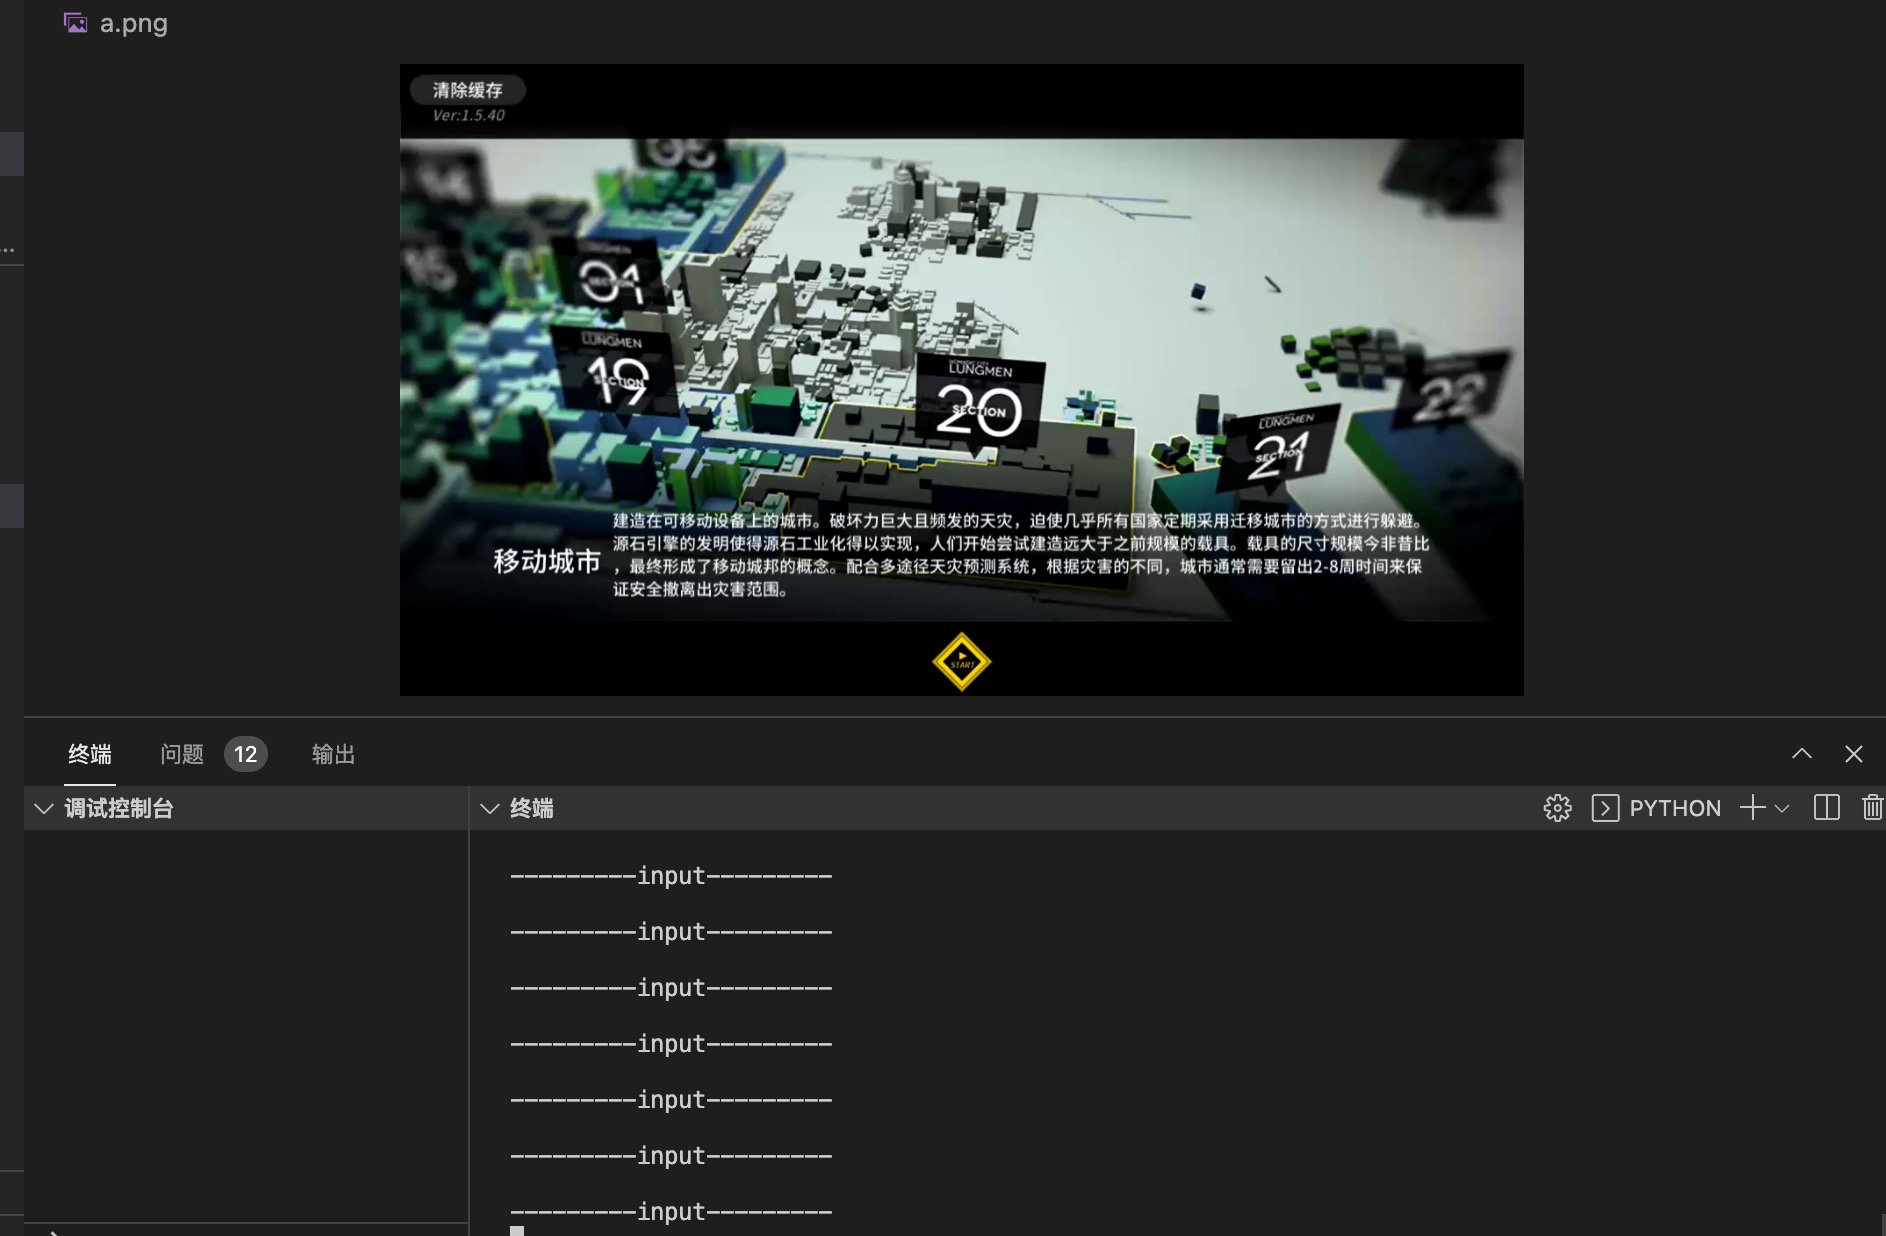 a.png
清除缓存
Ver:1.5.40
LUNGMEN
01
SECTION
LUNGMEN
19
SECTION
LUNGMEN
20
SECTION
LUNGMEN
21
SECTION
22
移动城市
建造在可移动设备上的城市。破坏力巨大且频发的天灾，迫使几乎所有国家定期采用迁移城市的方式进行躲避。
源石引擎的发明使得源石工业化得以实现，人们开始尝试建造远大于之前规模的载具。载具的尺寸规模今非昔比
，最终形成了移动城邦的概念。配合多途径天灾预测系统，根据灾害的不同，城市通常需要留出2-8周时间来保
证安全撤离出灾害范围。
START
终端 问题 12 输出
调试控制台
终端
PYTHON
---------input---------
---------input---------
---------input---------
---------input---------
---------input---------
---------input---------
---------input---------